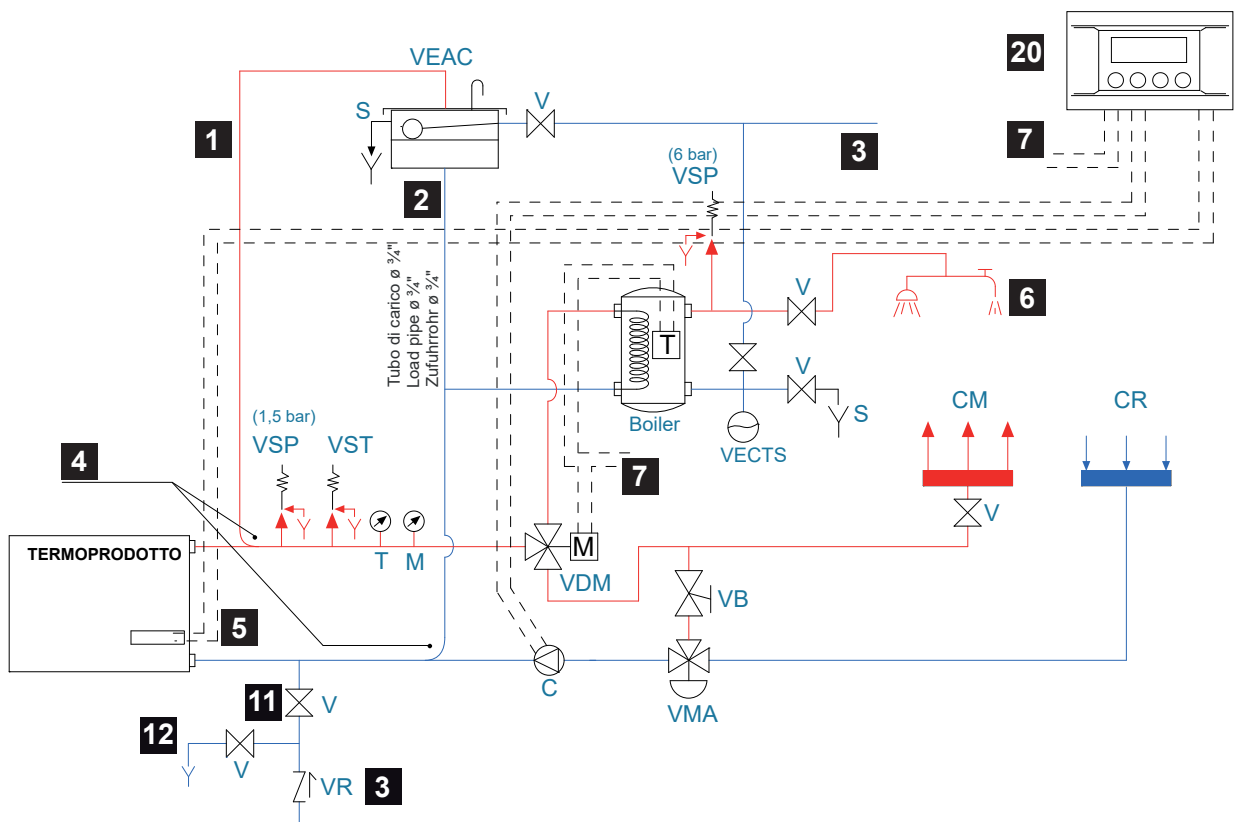 VEAC
20
S
V
1
3
7
(6 bar)
VSP
2
Tubo di carico ø ¾"
Load pipe ø ¾"
Zufuhrrohr ø ¾"
V
6
T
V
S
Boiler
VECTS
CM
CR
(1,5 bar)
VSP
VST
4
7
V
TERMOPRODOTTO
T
M
M
VDM
VB
5
C
VMA
11
V
12
V
VR
3